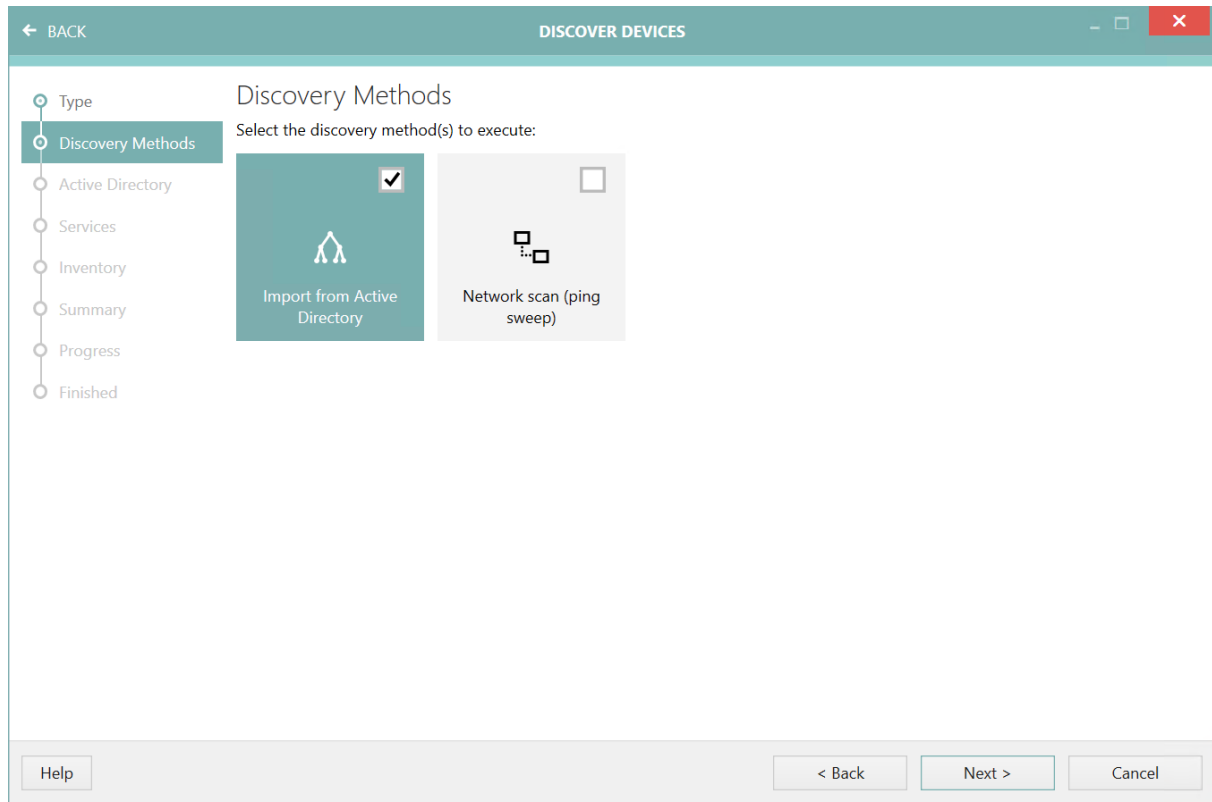 BACK
DISCOVER DEVICES
Type
Discovery Methods
Active Directory
Services
Inventory
Summary
Progress
Finished
Discovery Methods
Select the discovery method(s) to execute:
Import from Active
Directory
Network scan (ping
sweep)
Help
< Back
Next >
Cancel